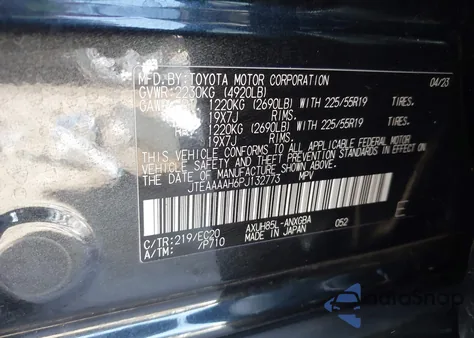 MFD.BY:TOYOTA MOTOR CORPORATION 04/23
GVWR:2230KG (4920LB)
1220KG (2690LB) WITH 225/55R19 TIRES.
19X7J RIMS.
1220KG (2690LB) WITH 225/55R19 TIRES.
19X7J RIMS.
THIS VEHICLE CONFORMS TO ALL APPLICABLE FEDERAL MOTOR
VEHICLE SAFETY STANDARDS IN EFFECT ON THE DATE OF
MANUFACTURE SHOWN ABOVE.
JTEAAAAH6PJ132773 MPV
C/TR:219/EC20 AXUH85L-ANXGBA 052
A/TM: /P710 MADE IN JAPAN
E